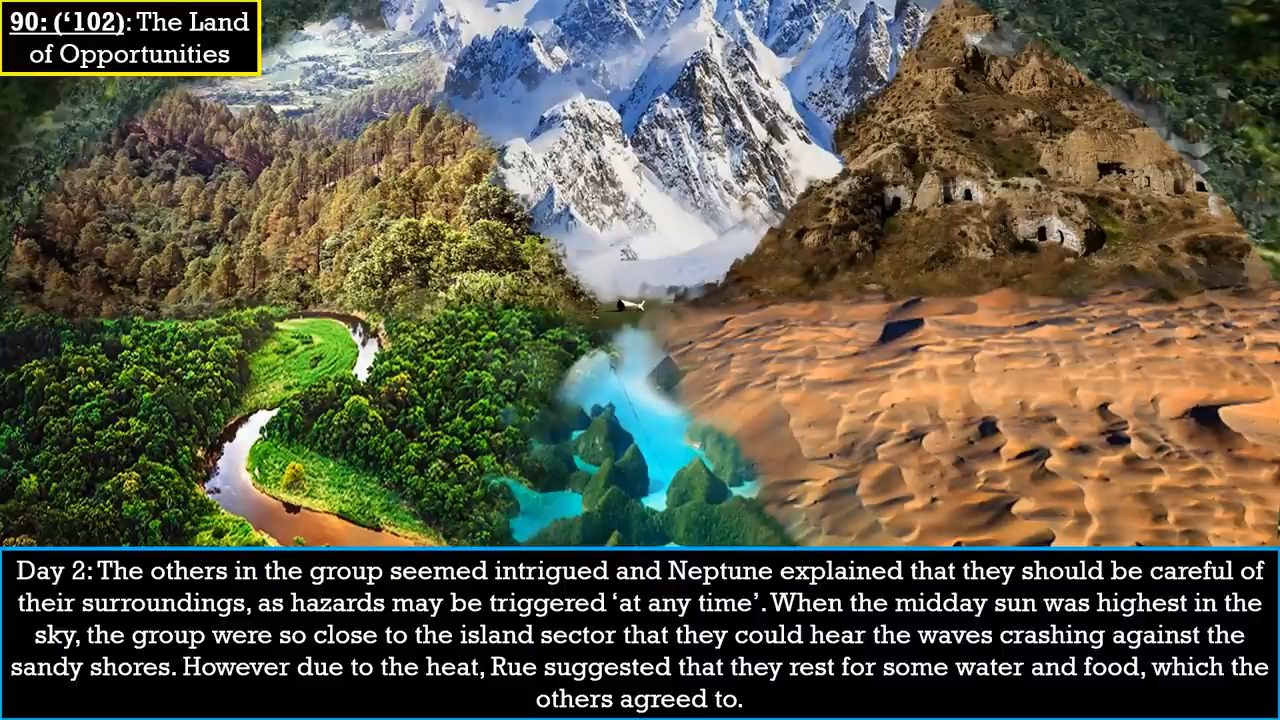 90: (‘102): The Land
of Opportunities
Day 2: The others in the group seemed intrigued and Neptune explained that they should be careful of
their surroundings, as hazards may be triggered ‘at any time’. When the midday sun was highest in the
sky, the group were so close to the island sector that they could hear the waves crashing against the
sandy shores. However due to the heat, Rue suggested that they rest for some water and food, which the
others agreed to.